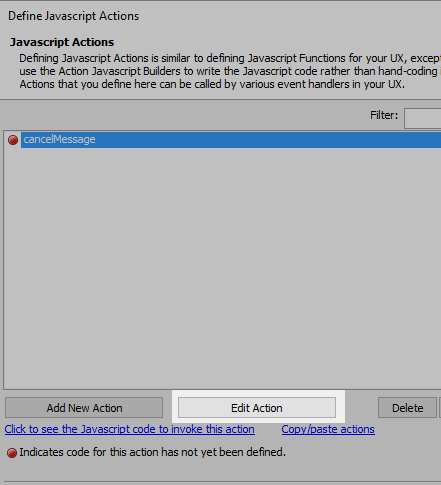 Define Javascript Actions
Javascript Actions
Defining Javascript Actions is similar to defining Javascript Functions for your UX, excep
use the Action Javascript Builders to write the Javascript code rather than hand-coding
Actions that you define here can be called by various event handlers in your UX.
Filter:
cancelMessage
Add New Action Edit Action Delete
Click to see the Javascript code to invoke this action Copy/paste actions
Indicates code for this action has not yet been defined.